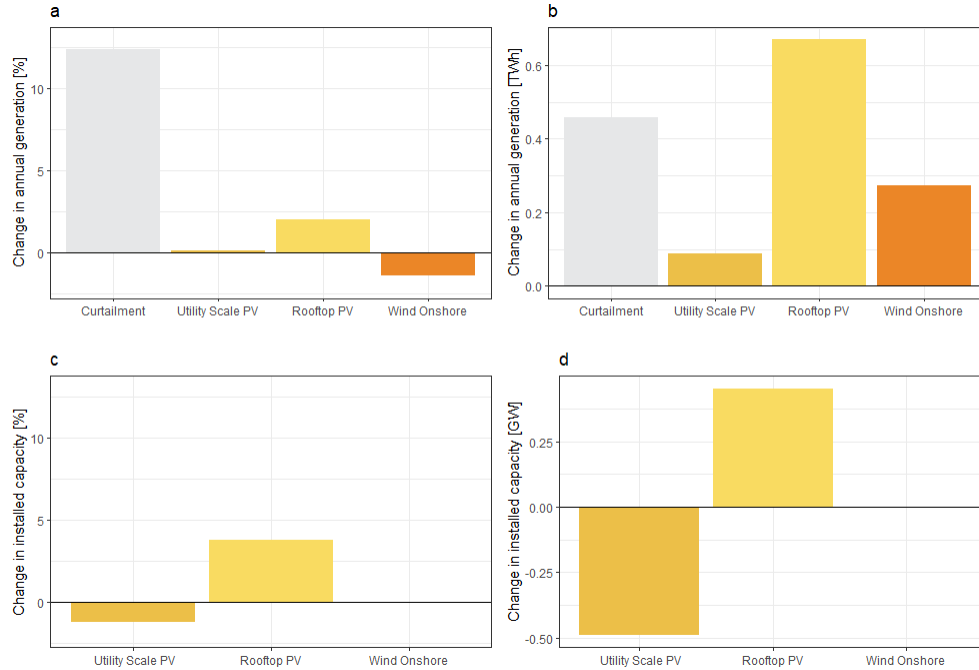 a
Change in annual generation [%]
10
5
0
Curtailment
Utility Scale PV
Rooftop PV
Wind Onshore
b
Change in annual generation [TWh]
0.6
0.4
0.2
0.0
Curtailment
Utility Scale PV
Rooftop PV
Wind Onshore
c
Change in installed capacity [%]
10
5
0
Utility Scale PV
Rooftop PV
Wind Onshore
d
Change in installed capacity [GW]
0.25
0.00
-0.25
-0.50
Utility Scale PV
Rooftop PV
Wind Onshore